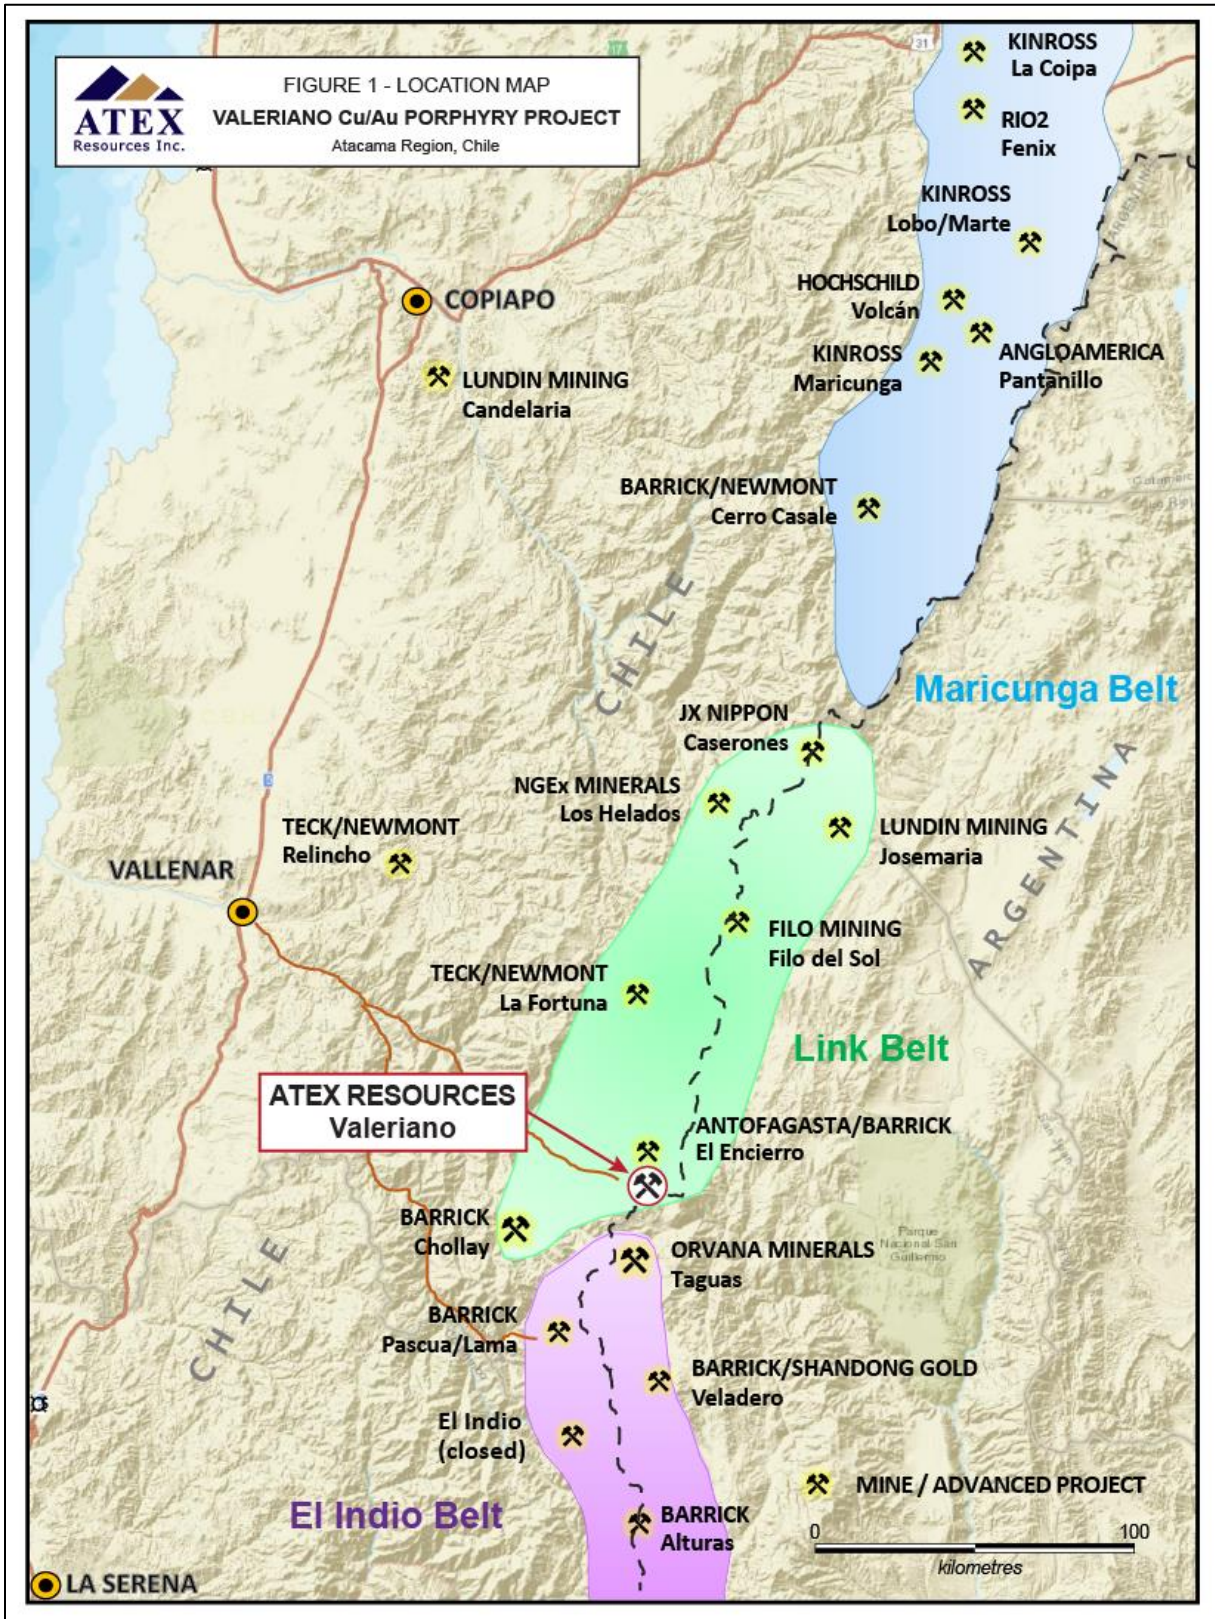 FIGURE 1 - LOCATION MAP
VALERIANO Cu/Au PORPHYRY PROJECT
Atacama Region, Chile
ATEX
Resources Inc.
31
KINROSS
La Coipa
RIO2
Fenix
KINROSS
Lobo/Marte
HOCHSCHILD
Volcán
ANGLOAMERICA
Pantanillo
KINROSS
Maricunga
COPIAPO
LUNDIN MINING
Candelaria
BARRICK/NEWMONT
Cerro Casale
CHILE
Maricunga Belt
JX NIPPON
Caserones
NGEx MINERALS
Los Helados
ARGENTINA
LUNDIN MINING
Josemaria
TECK/NEWMONT
Relincho
VALLENAR
FILO MINING
Filo del Sol
TECK/NEWMONT
La Fortuna
Link Belt
ATEX RESOURCES
Valeriano
ANTOFAGASTA/BARRICK
El Encierro
BARRICK
Chollay
Parque
Nacional San
Guillermo
ORVANA MINERALS
Taguas
CHILE
BARRICK
Pascua/Lama
BARRICK/SHANDONG GOLD
Veladero
El Indio
(closed)
MINE / ADVANCED PROJECT
El Indio Belt
BARRICK
Alturas
0 100
kilometres
LA SERENA